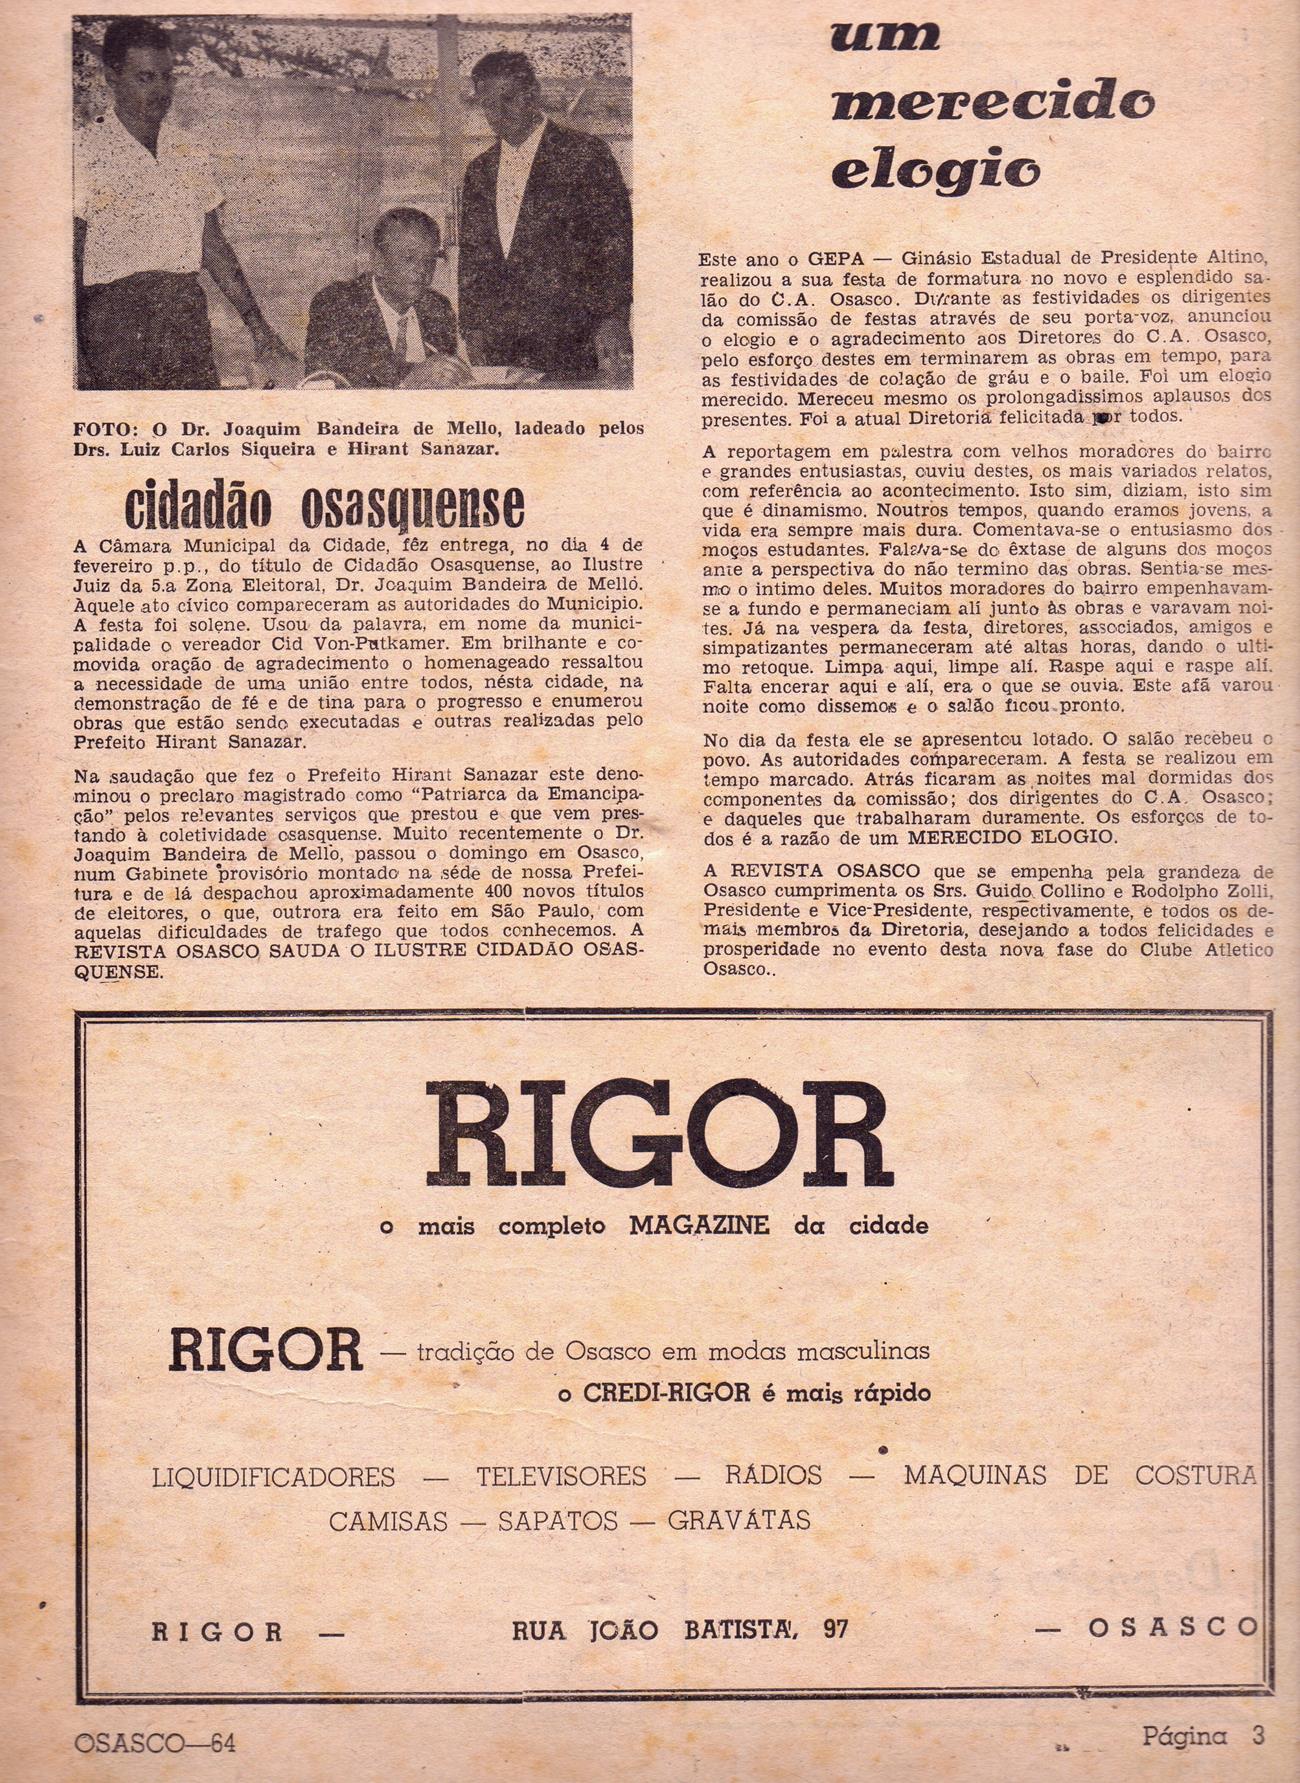 FOTO: O Dr. Joaquim Bandeira de Mello, ladeado pelos
Drs. Luiz Carlos Siqueira e Hirant Sanazar.
cidadão osasquense
A Câmara Municipal da Cidade, fêz entrega, no dia 4 de
fevereiro p.p., do título de Cidadão Osasquense, ao Ilustre
Juiz da 5.a Zona Eleitoral, Dr. Joaquim Bandeira de Mello.
Àquele ato cívico compareceram as autoridades do Municipio.
A festa foi solene. Usou da palavra, em nome da munici-
palidade o vereador Cid Von-Putkamer. Em brilhante e co-
movida oração de agradecimento o homenageado ressaltou
a necessidade de uma união entre todos, nésta cidade, na
demonstração de fé e de tina para o progresso e enumerou
obras que estão sendo executadas e outras realizadas pelo
Prefeito Hirant Sanazar.
Na saudação que fez o Prefeito Hirant Sanazar este deno-
minou o preclaro magistrado como “Patriarca da Emancipa-
ção” pelos relevantes serviços que prestou e que vem pres-
tando à coletividade osasquense. Muito recentemente o Dr.
Joaquim Bandeira de Mello, passou o domingo em Osasco,
num Gabinete provisório montado na séde de nossa Prefei-
tura e de lá despachou aproximadamente 400 novos títulos
de eleitores, o que, outrora era feito em São Paulo, com
aquelas dificuldades de trafego que todos conhecemos. A
REVISTA OSASCO SAUDA O ILUSTRE CIDADÃO OSAS-
QUENSE.
um
merecido
elogio
Este ano o GEPA — Ginásio Estadual de Presidente Altino,
realizou a sua festa de formatura no novo e esplendido sa-
lão do C.A. Osasco. Durante as festividades os dirigentes
da comissão de festas através de seu porta-voz, anunciou
o elogio e o agradecimento aos Diretores do C.A. Osasco,
pelo esforço destes em terminarem as obras em tempo, para
as festividades de colação de gráu e o baile. Foi um elogio
merecido. Mereceu mesmo os prolongadissimos aplausos dos
presentes. Foi a atual Diretoria felicitada por todos.
A reportagem em palestra com velhos moradores do bairro
e grandes entusiastas, ouviu destes, os mais variados relatos,
com referência ao acontecimento. Isto sim, diziam, isto sim
que é dinamismo. Noutros tempos, quando eramos jovens, a
vida era sempre mais dura. Comentava-se o entusiasmo dos
moços estudantes. Falava-se do êxtase de alguns dos moços
ante a perspectiva do não termino das obras. Sentia-se mes-
mo o intimo deles. Muitos moradores do bairro empenhavam-
se a fundo e permaneciam alí junto às obras e varavam noi-
tes. Já na vespera da festa, diretores, associados, amigos e
simpatizantes permaneceram até altas horas, dando o ulti-
mo retoque. Limpa aqui, limpe alí. Raspe aqui e raspe alí.
Falta encerar aqui e alí, era o que se ouvia. Este afã varou
noite como dissemos e o salão ficou pronto.
No dia da festa ele se apresentou lotado. O salão recebeu o
povo. As autoridades compareceram. A festa se realizou em
tempo marcado. Atrás ficaram as noites mal dormidas dos
componentes da comissão; dos dirigentes do C.A. Osasco;
e daqueles que trabalharam duramente. Os esforços de to-
dos é a razão de um MERECIDO ELOGIO.
A REVISTA OSASCO que se empenha pela grandeza de
Osasco cumprimenta os Srs. Guido Collino e Rodolpho Zolli,
Presidente e Vice-Presidente, respectivamente, e todos os de-
mais membros da Diretoria, desejando a todos felicidades e
prosperidade no evento desta nova fase do Clube Atletico
Osasco..
RIGOR
o mais completo MAGAZINE da cidade
RIGOR — tradição de Osasco em modas masculinas
o CREDI-RIGOR é mais rápido
LIQUIDIFICADORES — TELEVISORES — RÁDIOS — MAQUINAS DE COSTURA
CAMISAS — SAPATOS — GRAVÁTAS
RIGOR — RUA JOÃO BATISTA, 97 — OSASCO
OSASCO—64
Página 3